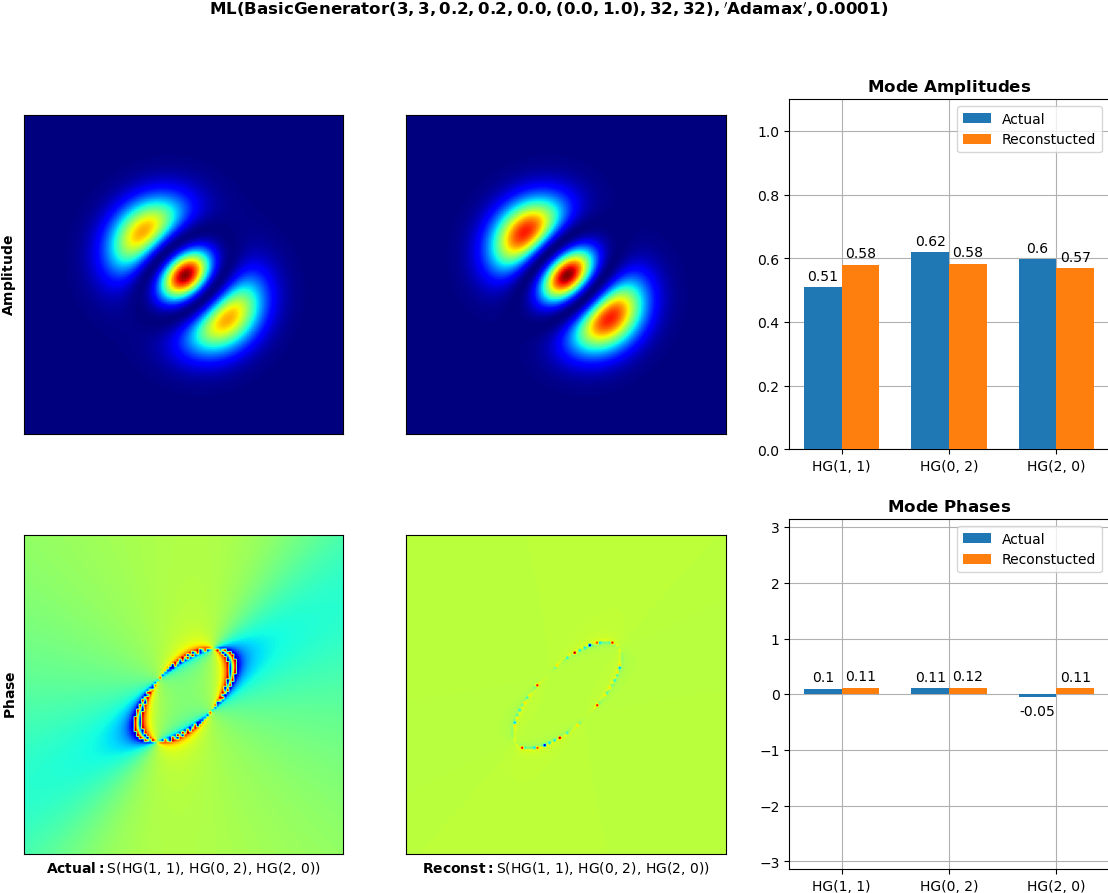 ML(BasicGenerator(3, 3, 0.2, 0.2, 0.0, (0.0, 1.0), 32, 32), ′Adamax′, 0.0001)
Amplitude
Mode Amplitudes
Actual
Reconstucted
1.0
0.8
0.6
0.4
0.2
0.0
0.51
0.58
0.62
0.58
0.6
0.57
HG(1, 1)
HG(0, 2)
HG(2, 0)
Phase
Actual: S(HG(1, 1), HG(0, 2), HG(2, 0))
Reconst: S(HG(1, 1), HG(0, 2), HG(2, 0))
Mode Phases
Actual
Reconstucted
3
2
1
0
−1
−2
−3
0.1
0.11
0.11
0.12
-0.05
0.11
HG(1, 1)
HG(0, 2)
HG(2, 0)